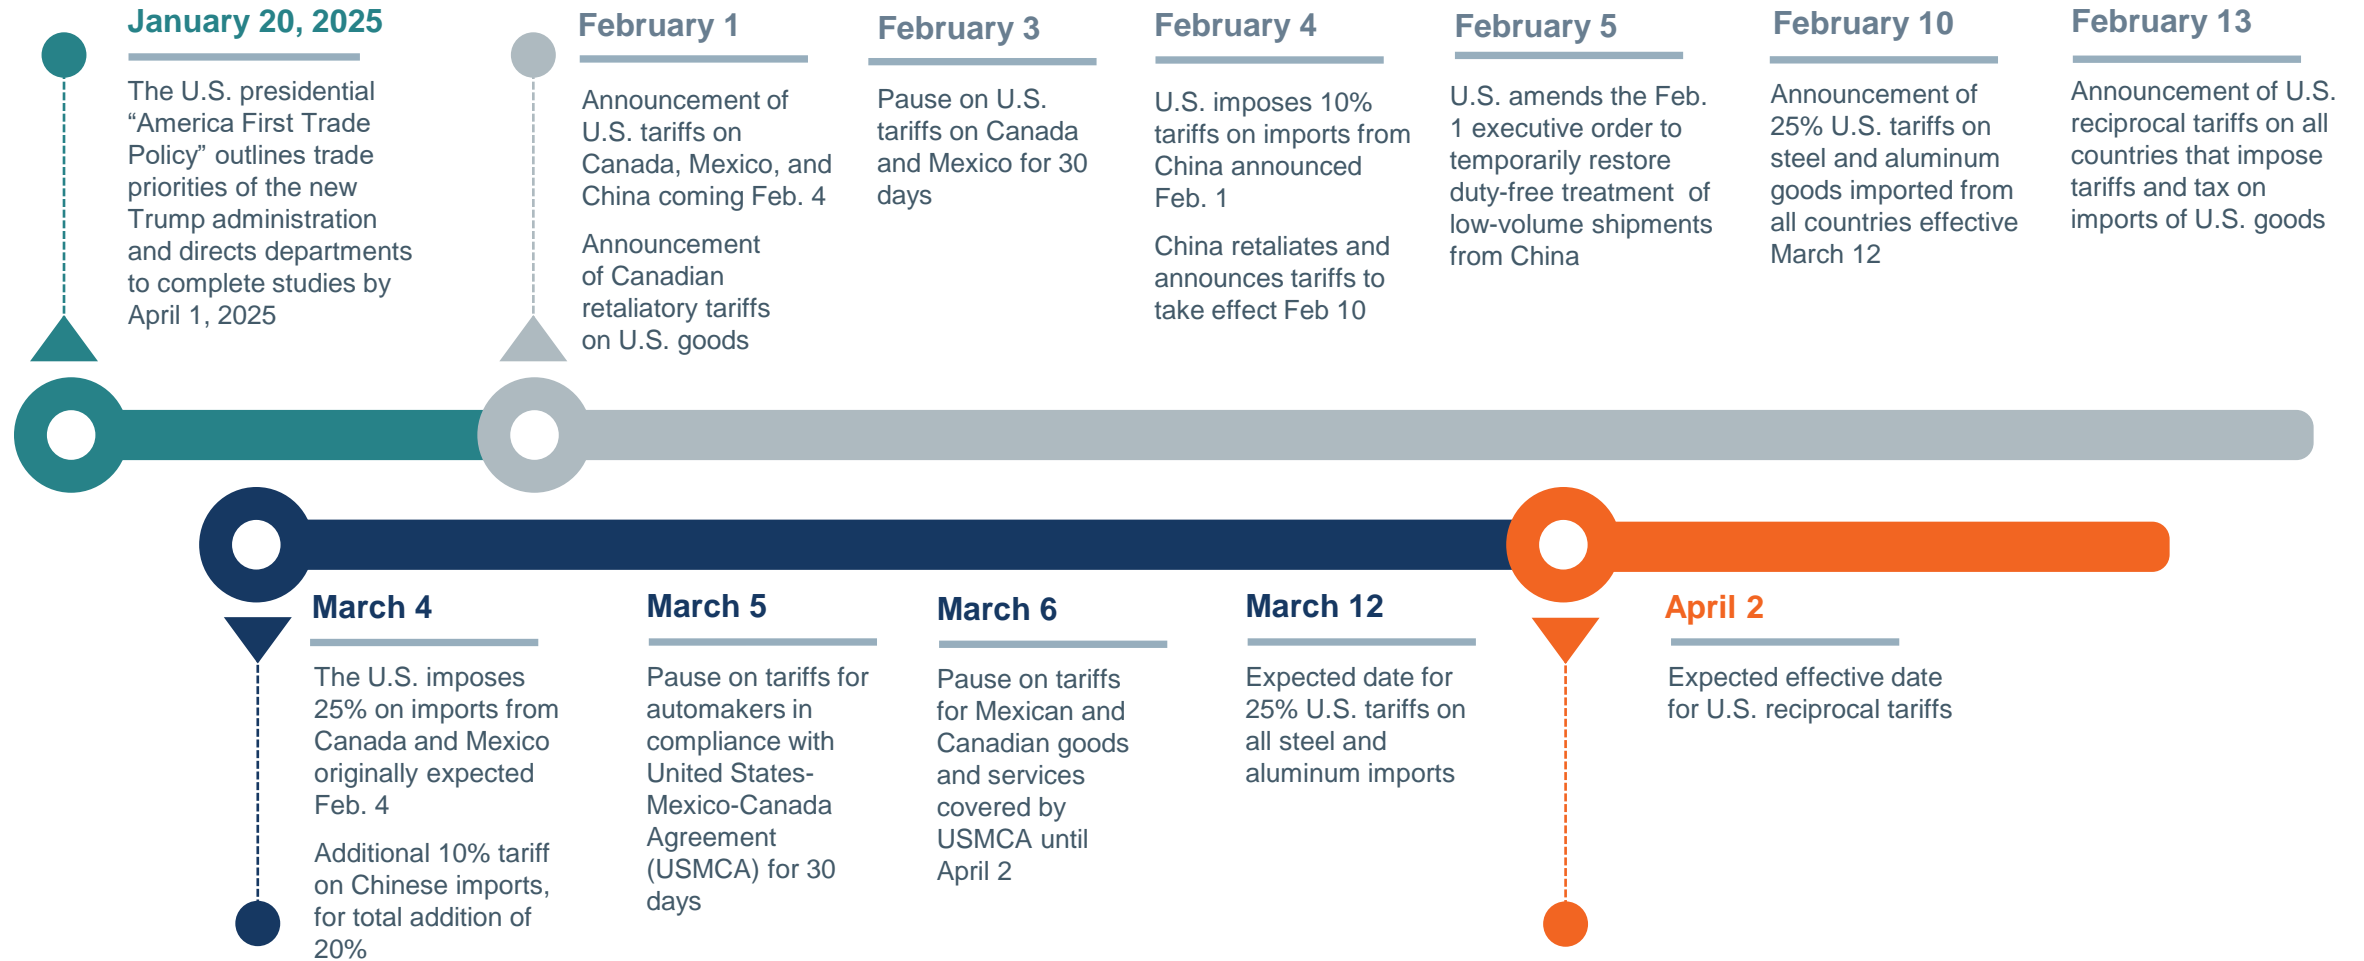 January 20, 2025
The U.S. presidential
“America First Trade
Policy” outlines trade
priorities of the new
Trump administration
and directs departments
to complete studies by
April 1, 2025
February 1
Announcement of
U.S. tariffs on
Canada, Mexico, and
China coming Feb. 4
Announcement
of Canadian
retaliatory tariffs
on U.S. goods
February 3
Pause on U.S.
tariffs on Canada
and Mexico for 30
days
February 4
U.S. imposes 10%
tariffs on imports from
China announced
Feb. 1
China retaliates and
announces tariffs to
take effect Feb 10
February 5
U.S. amends the Feb.
1 executive order to
temporarily restore
duty-free treatment of
low-volume shipments
from China
February 10
Announcement of
25% U.S. tariffs on
steel and aluminum
goods imported from
all countries effective
March 12
February 13
Announcement of U.S.
reciprocal tariffs on all
countries that impose
tariffs and tax on
imports of U.S. goods
March 4
The U.S. imposes
25% on imports from
Canada and Mexico
originally expected
Feb. 4
Additional 10% tariff
on Chinese imports,
for total addition of
20%
March 5
Pause on tariffs for
automakers in
compliance with
United States-
Mexico-Canada
Agreement
(USMCA) for 30
days
March 6
Pause on tariffs
for Mexican and
Canadian goods
and services
covered by
USMCA until
April 2
March 12
Expected date for
25% U.S. tariffs on
all steel and
aluminum imports
April 2
Expected effective date
for U.S. reciprocal tariffs